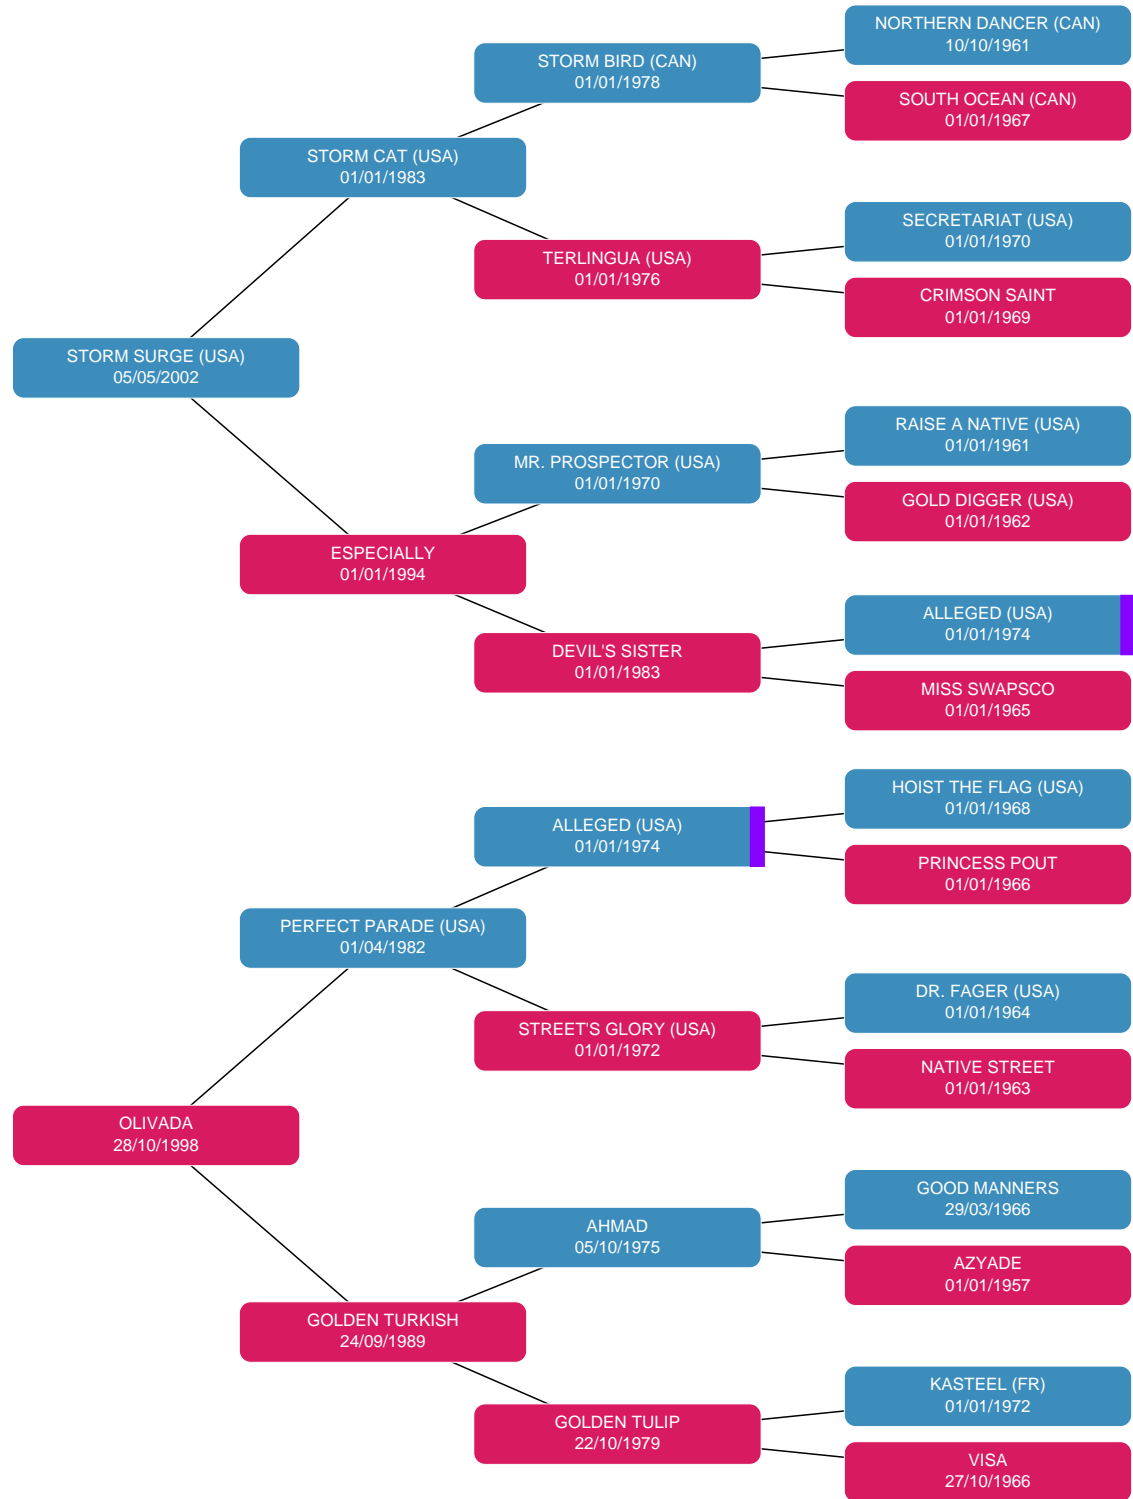 NORTHERN DANCER (CAN)
10/10/1961
STORM BIRD (CAN)
01/01/1978
SOUTH OCEAN (CAN)
01/01/1967
STORM CAT (USA)
01/01/1983
SECRETARIAT (USA)
01/01/1970
TERLINGUA (USA)
01/01/1976
CRIMSON SAINT
01/01/1969
STORM SURGE (USA)
05/05/2002
RAISE A NATIVE (USA)
01/01/1961
MR. PROSPECTOR (USA)
01/01/1970
GOLD DIGGER (USA)
01/01/1962
ESPECIALLY
01/01/1994
ALLEGED (USA)
01/01/1974
DEVIL'S SISTER
01/01/1983
MISS SWAPSCO
01/01/1965
HOIST THE FLAG (USA)
01/01/1968
ALLEGED (USA)
01/01/1974
PRINCESS POUT
01/01/1966
PERFECT PARADE (USA)
01/04/1982
DR. FAGER (USA)
01/01/1964
STREET'S GLORY (USA)
01/01/1972
NATIVE STREET
01/01/1963
OLIVADA
28/10/1998
GOOD MANNERS
29/03/1966
AHMAD
05/10/1975
AZYADE
01/01/1957
GOLDEN TURKISH
24/09/1989
KASTEEL (FR)
01/01/1972
GOLDEN TULIP
22/10/1979
VISA
27/10/1966